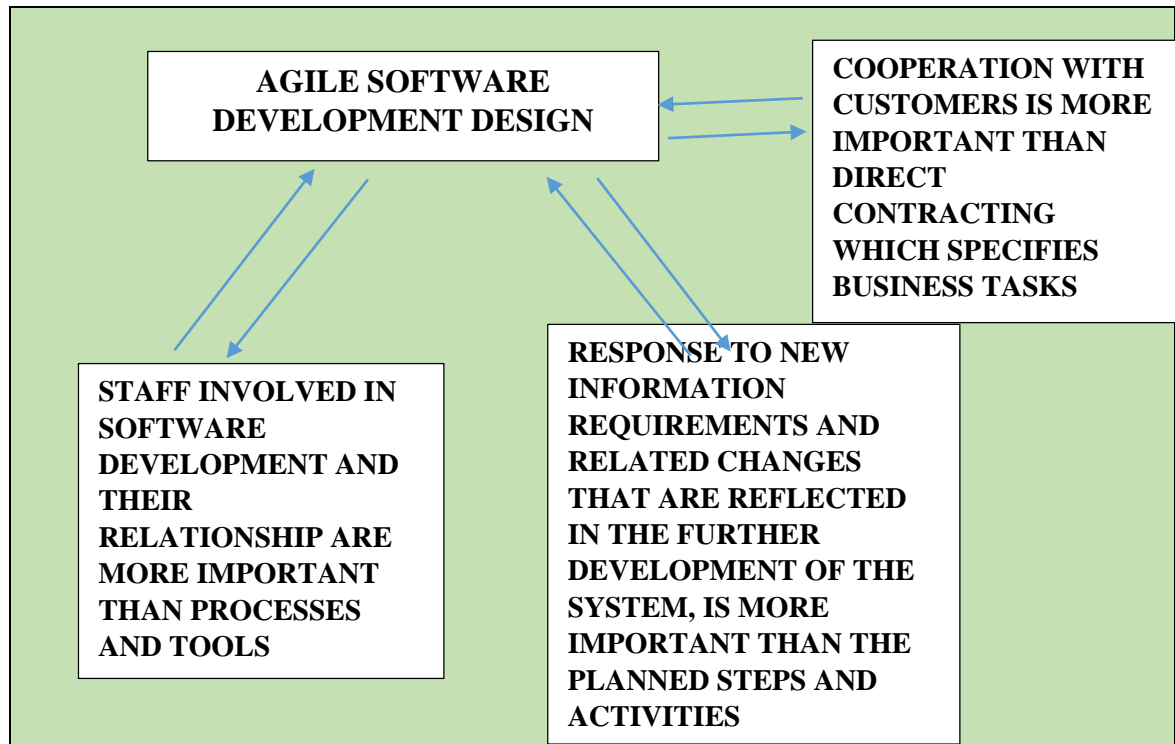 AGILE SOFTWARE
DEVELOPMENT DESIGN
COOPERATION WITH
CUSTOMERS IS MORE
IMPORTANT THAN
DIRECT
CONTRACTING
WHICH SPECIFIES
BUSINESS TASKS
STAFF INVOLVED IN
SOFTWARE
DEVELOPMENT AND
THEIR
RELATIONSHIP ARE
MORE IMPORTANT
THAN PROCESSES
AND TOOLS
RESPONSE TO NEW
INFORMATION
REQUIREMENTS AND
RELATED CHANGES
THAT ARE REFLECTED
IN THE FURTHER
DEVELOPMENT OF THE
SYSTEM, IS MORE
IMPORTANT THAN THE
PLANNED STEPS AND
ACTIVITIES